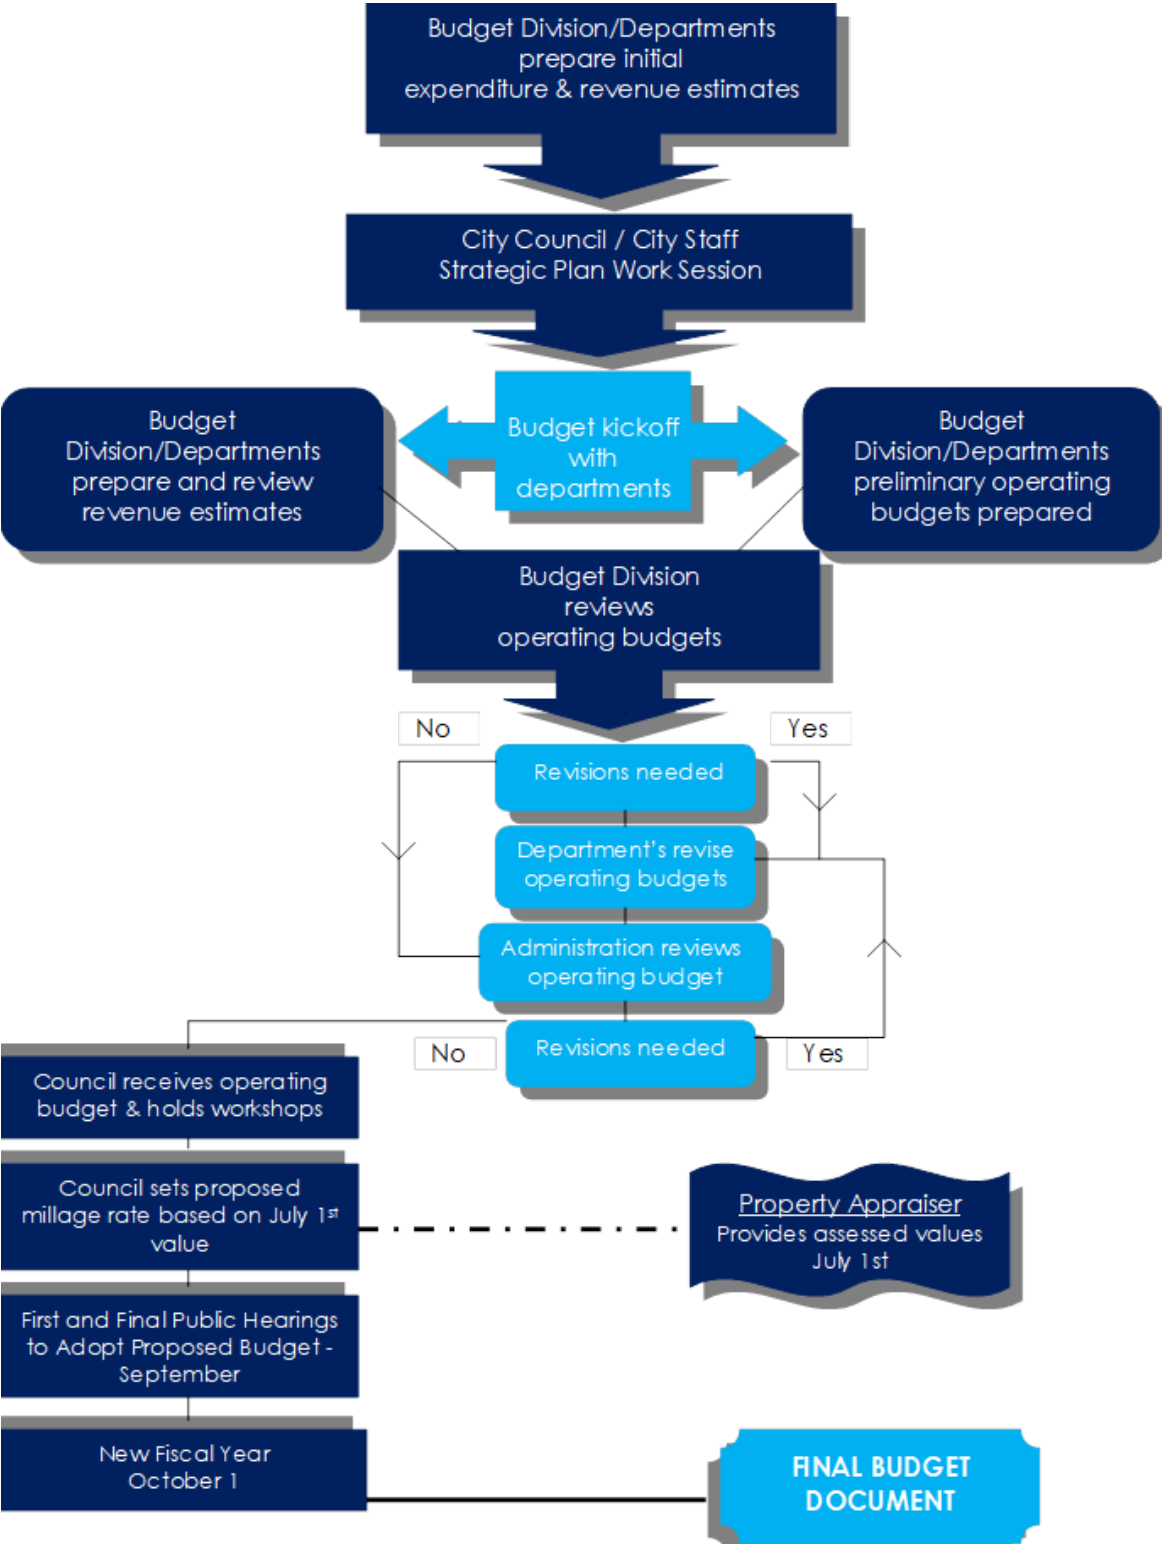 Budget Division/Departments
prepare initial
expenditure & revenue estimates
City Council / City Staff
Strategic Plan Work Session
Budget
Division/Departments
prepare and review
revenue estimates
Budget kickoff
with
departments
Budget
Division/Departments
preliminary operating
budgets prepared
Budget Division
reviews
operating budgets
No
Yes
Revisions needed
Department’s revise
operating budgets
Administration reviews
operating budget
No
Revisions needed
Yes
Council receives operating
budget & holds workshops
Council sets proposed
millage rate based on July 1st
value
Property Appraiser
Provides assessed values
July 1st
First and Final Public Hearings
to Adopt Proposed Budget -
September
New Fiscal Year
October 1
FINAL BUDGET
DOCUMENT